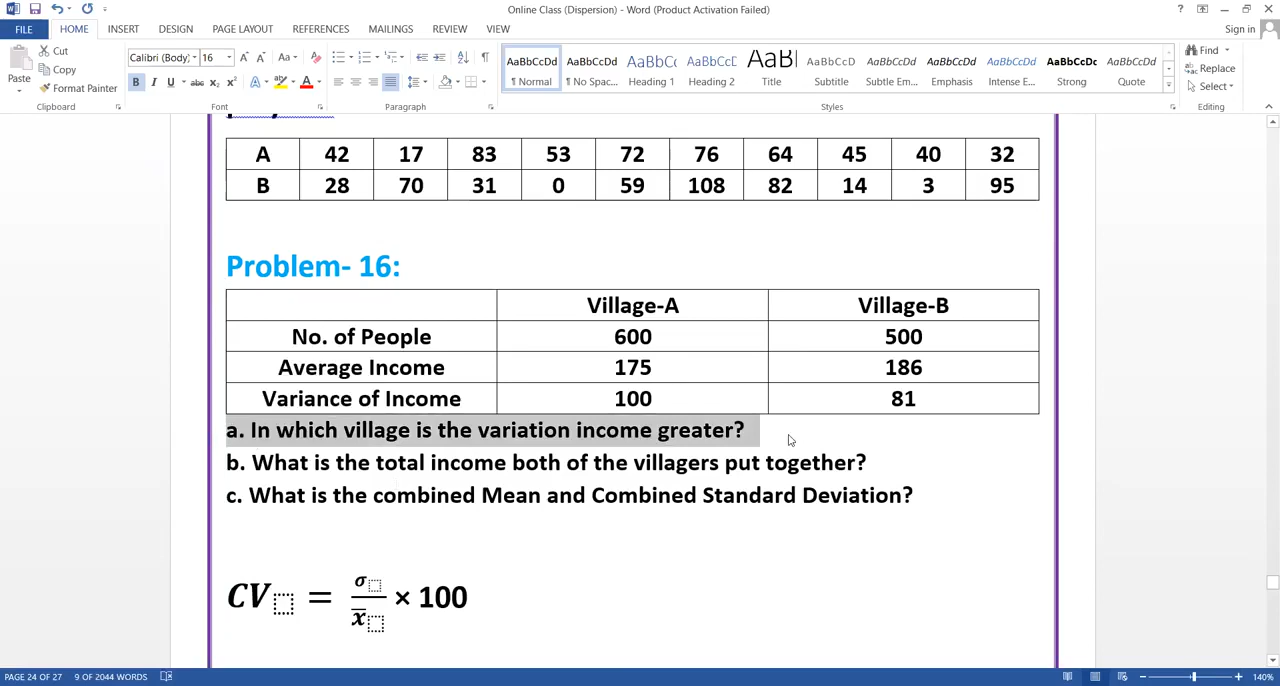 Online Class (Dispersion) - Word (Product Activation Failed)
FILE HOME INSERT DESIGN PAGE LAYOUT REFERENCES MAILINGS REVIEW VIEW Sign in
Paste Cut Copy Format Painter
Calibri (Body) 16
AaBbCcDd AaBbCcDd AaBbC( AaBbCcD AaB AaBbCcD AaBbCcDd AaBbCcDd AaBbCcDd AaBbCcDc AaBbCcDd
¶ Normal ¶ No Spac... Heading 1 Heading 2 Title Subtitle Subtle Em... Emphasis Intense E... Strong Quote
Find Replace Select
Clipboard Font Paragraph Styles Editing
A 42 17 83 53 72 76 64 45 40 32
B 28 70 31 0 59 108 82 14 3 95
Problem- 16:
Village-A Village-B
No. of People 600 500
Average Income 175 186
Variance of Income 100 81
a. In which village is the variation income greater?
b. What is the total income both of the villagers put together?
c. What is the combined Mean and Combined Standard Deviation?
CV = σ / x̅ × 100
PAGE 24 OF 27 9 OF 2044 WORDS 140%